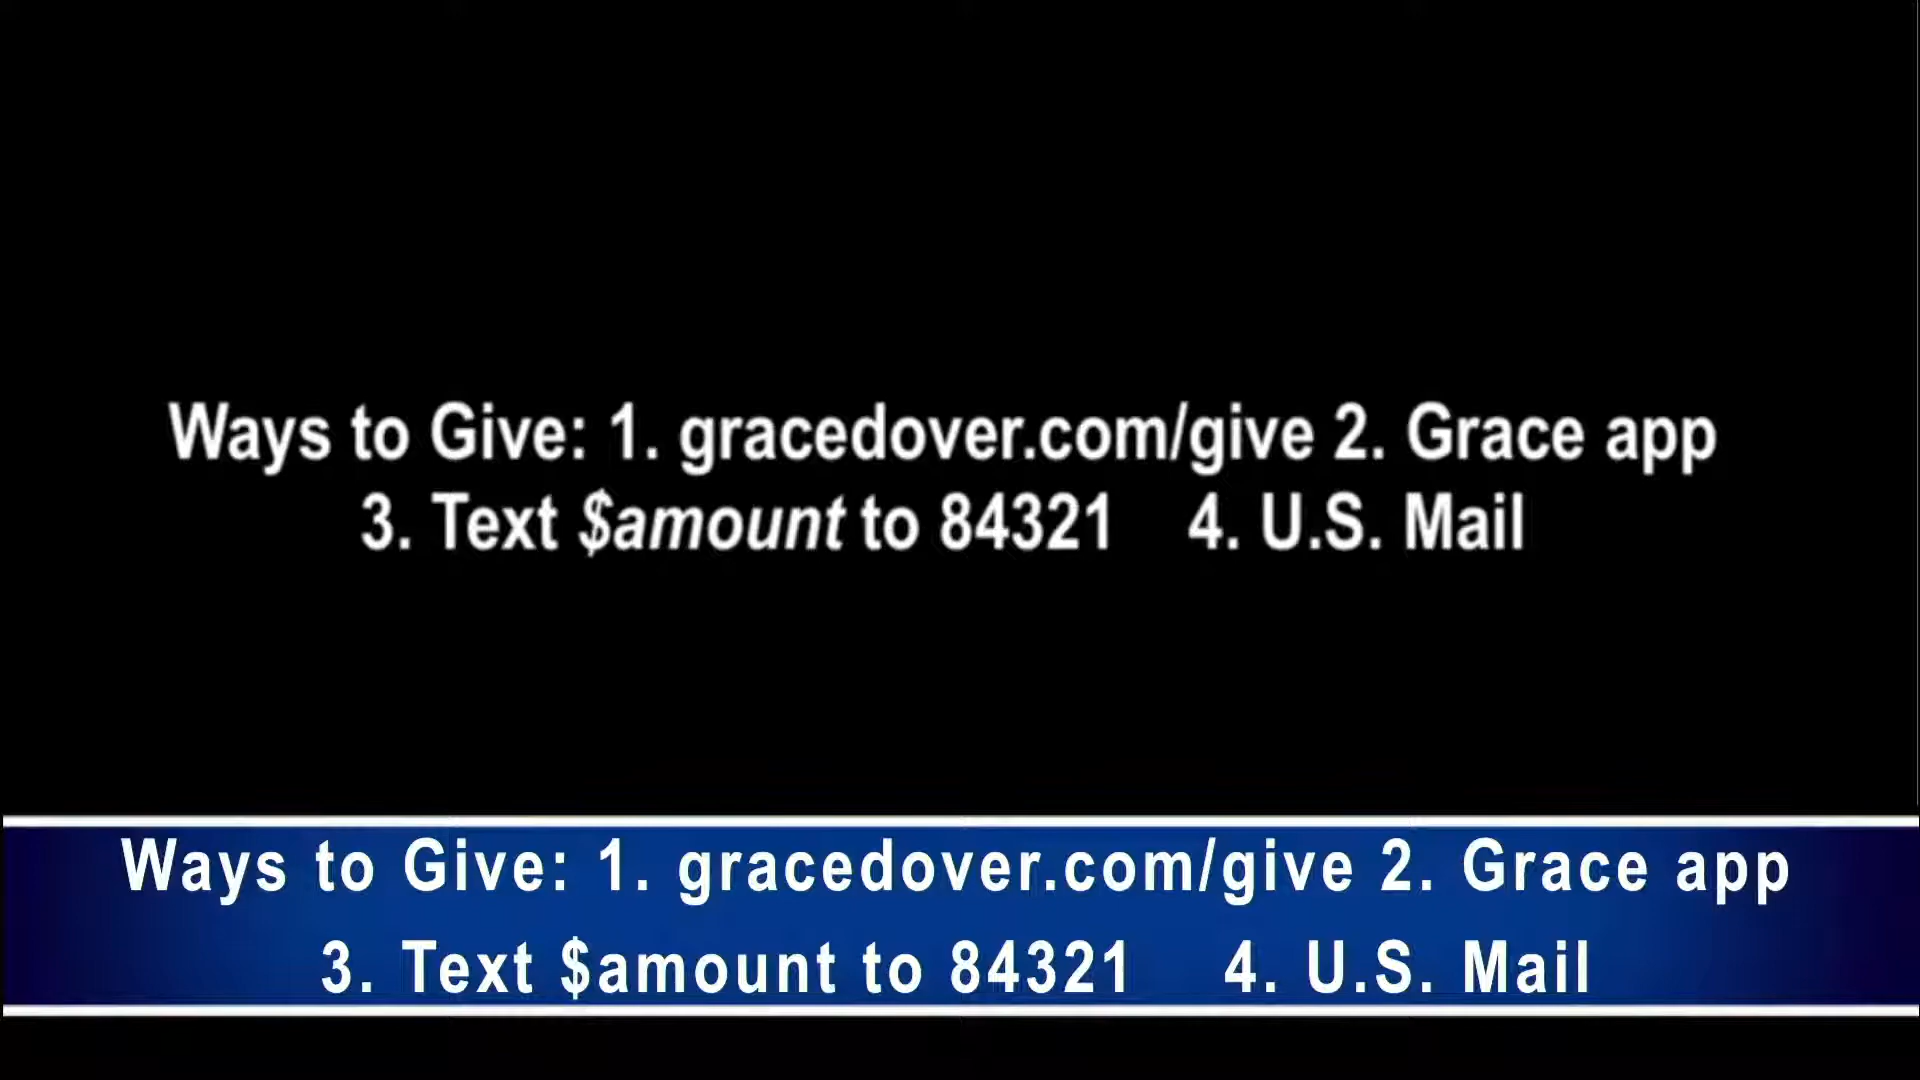 Ways to Give: 1. gracedover.com/give 2. Grace app
3. Text $amount to 84321 4. U.S. Mail
Ways to Give: 1. gracedover.com/give 2. Grace app
3. Text $amount to 84321 4. U.S. Mail